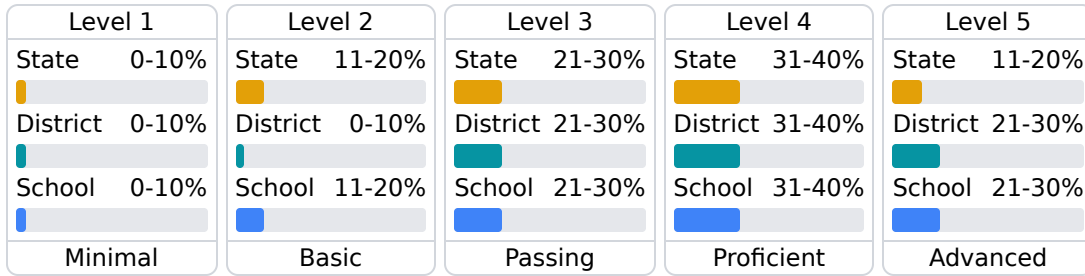 Level 1
State 0-10%
District 0-10%
School 0-10%
Minimal
Level 2
State 11-20%
District 0-10%
School 11-20%
Basic
Level 3
State 21-30%
District 21-30%
School 21-30%
Passing
Level 4
State 31-40%
District 31-40%
School 31-40%
Proficient
Level 5
State 11-20%
District 21-30%
School 21-30%
Advanced